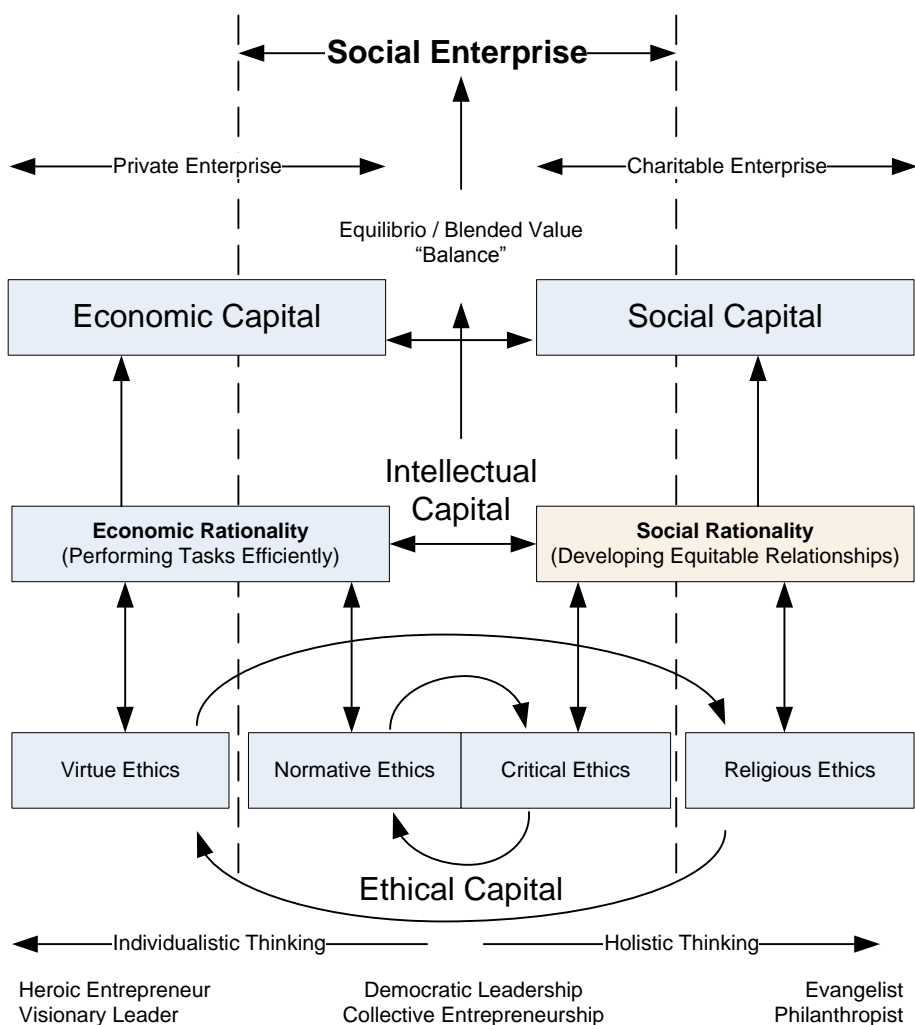 Social Enterprise
Private Enterprise
Charitable Enterprise
Equilibrio / Blended Value
“Balance”
Economic Capital
Social Capital
Intellectual
Capital
Economic Rationality
(Performing Tasks Efficiently)
Social Rationality
(Developing Equitable Relationships)
Virtue Ethics
Normative Ethics
Critical Ethics
Religious Ethics
Ethical Capital
Individualistic Thinking
Holistic Thinking
Heroic Entrepreneur
Visionary Leader
Democratic Leadership
Collective Entrepreneurship
Evangelist
Philanthropist